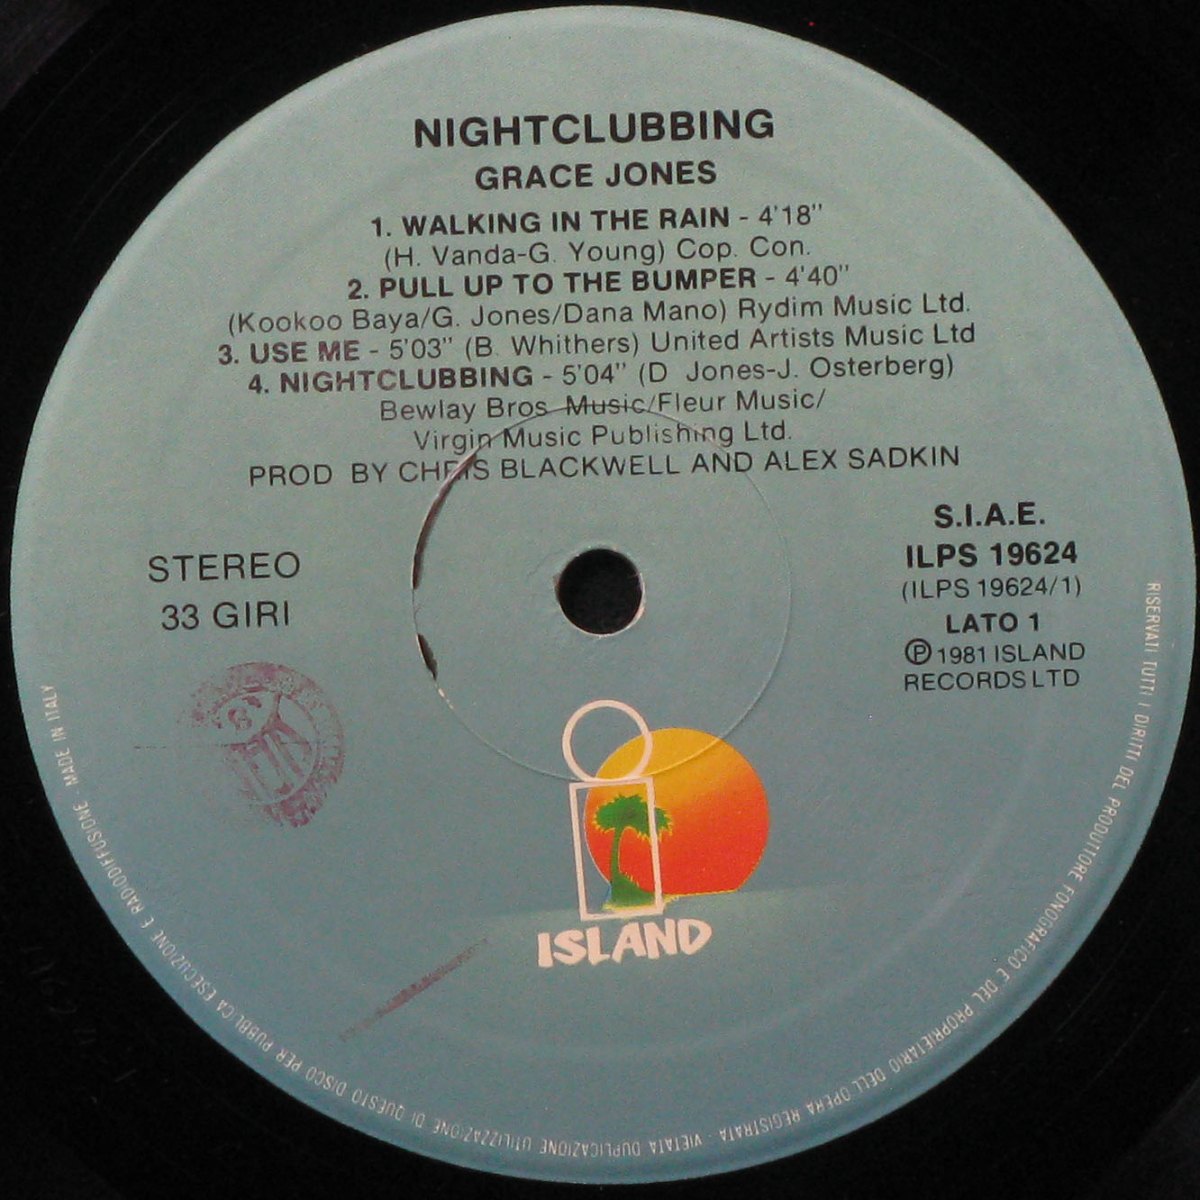 NIGHTCLUBBING
GRACE JONES
1. WALKING IN THE RAIN - 4'18"
(H. Vanda-G. Young) Cop. Con.
2. PULL UP TO THE BUMPER - 4'40"
(Kookoo Baya/G. Jones/Dana Mano) Rydim Music Ltd.
3. USE ME - 5'03" (B. Whithers) United Artists Music Ltd
4. NIGHTCLUBBING - 5'04" (D Jones-J. Osterberg)
Bewlay Bros. Music/Fleur Music/
Virgin Music Publishing Ltd.
PROD BY CHRIS BLACKWELL AND ALEX SADKIN
STEREO
33 GIRI
S.I.A.E.
ILPS 19624
(ILPS 19624/1)
LATO 1
℗ 1981 ISLAND
RECORDS LTD
ISLAND
RISERVATI TUTTI I DIRITTI DEL PRODUTTORE FONOGRAFICO E DEL PROPRIETARIO DELL OPERA REGISTRATA - VIETATA DUPLICAZIONE UTILIZZAZIONE DI QUESTO DISCO PER PUBBLICA ESECUZIONE E RADIODIFFUSIONE - MADE IN ITALY